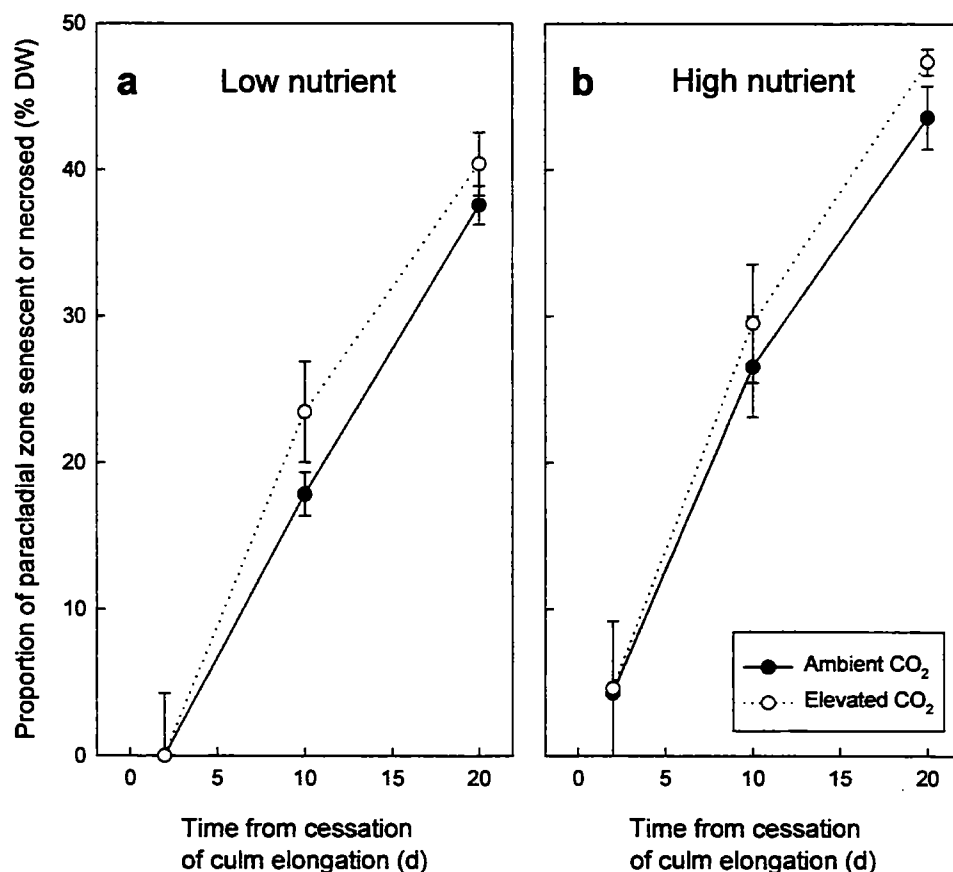 Proportion of paracladial zone senescent or necrosed (% DW)
50
40
30
20
10
0
a
Low nutrient
0 5 10 15 20
Time from cessation
of culm elongation (d)
b
High nutrient
Ambient CO₂
Elevated CO₂
0 5 10 15 20
Time from cessation
of culm elongation (d)